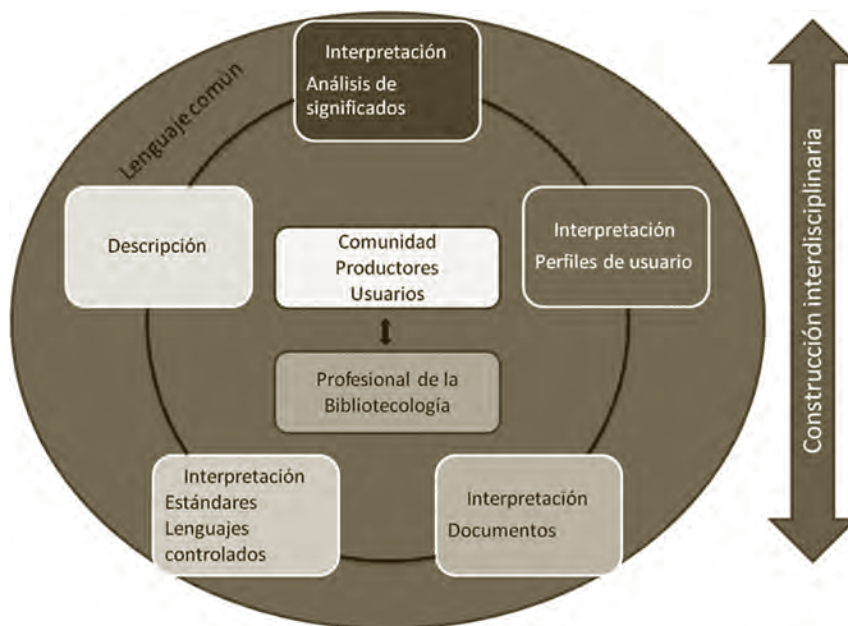 Interpretación
Análisis de
significados
Lenguaje común
Descripción
Comunidad
Productores
Usuarios
Interpretación
Perfiles de usuario
Profesional de la
Bibliotecología
Interpretación
Estándares
Lenguajes
controlados
Interpretación
Documentos
Construcción interdisciplinaria